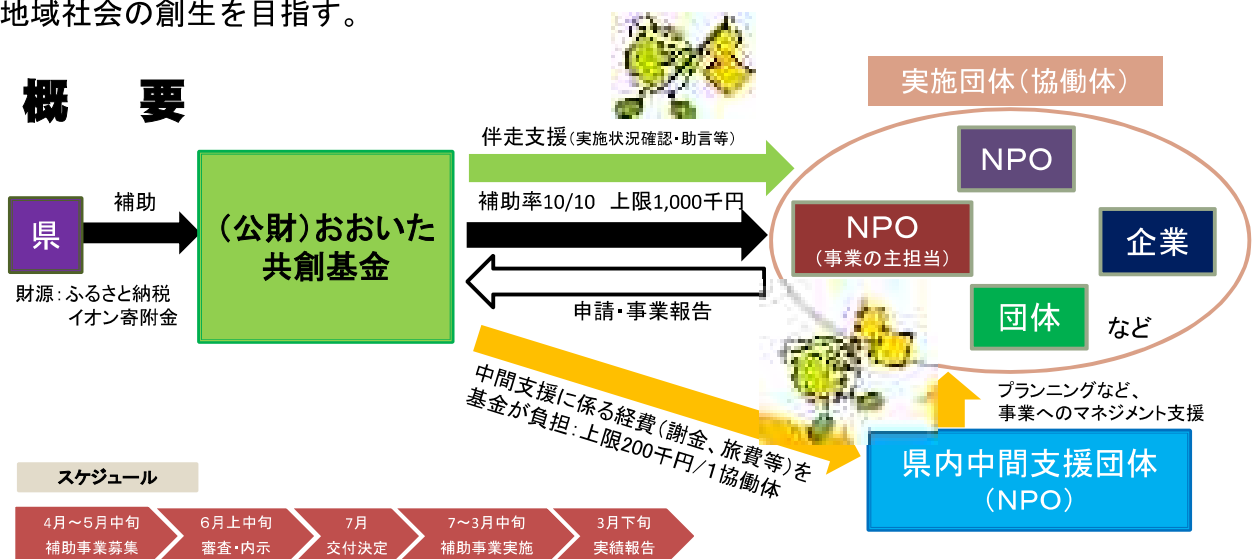 地域社会の創生を目指す。
概　要
県
補助
財源：ふるさと納税
イオン寄附金
（公財）おおいた
共創基金
伴走支援（実施状況確認・助言等）
補助率10/10　上限1,000千円
申請・事業報告
中間支援に係る経費（謝金、旅費等）を
基金が負担：上限200千円/1協働体
実施団体（協働体）
NPO
NPO
（事業の主担当）
企業
団体
など
プランニングなど、
事業へのマネジメント支援
県内中間支援団体
（NPO）
スケジュール
4月～5月中旬
補助事業募集
6月上中旬
審査・内示
7月
交付決定
7～3月中旬
補助事業実施
3月下旬
実績報告